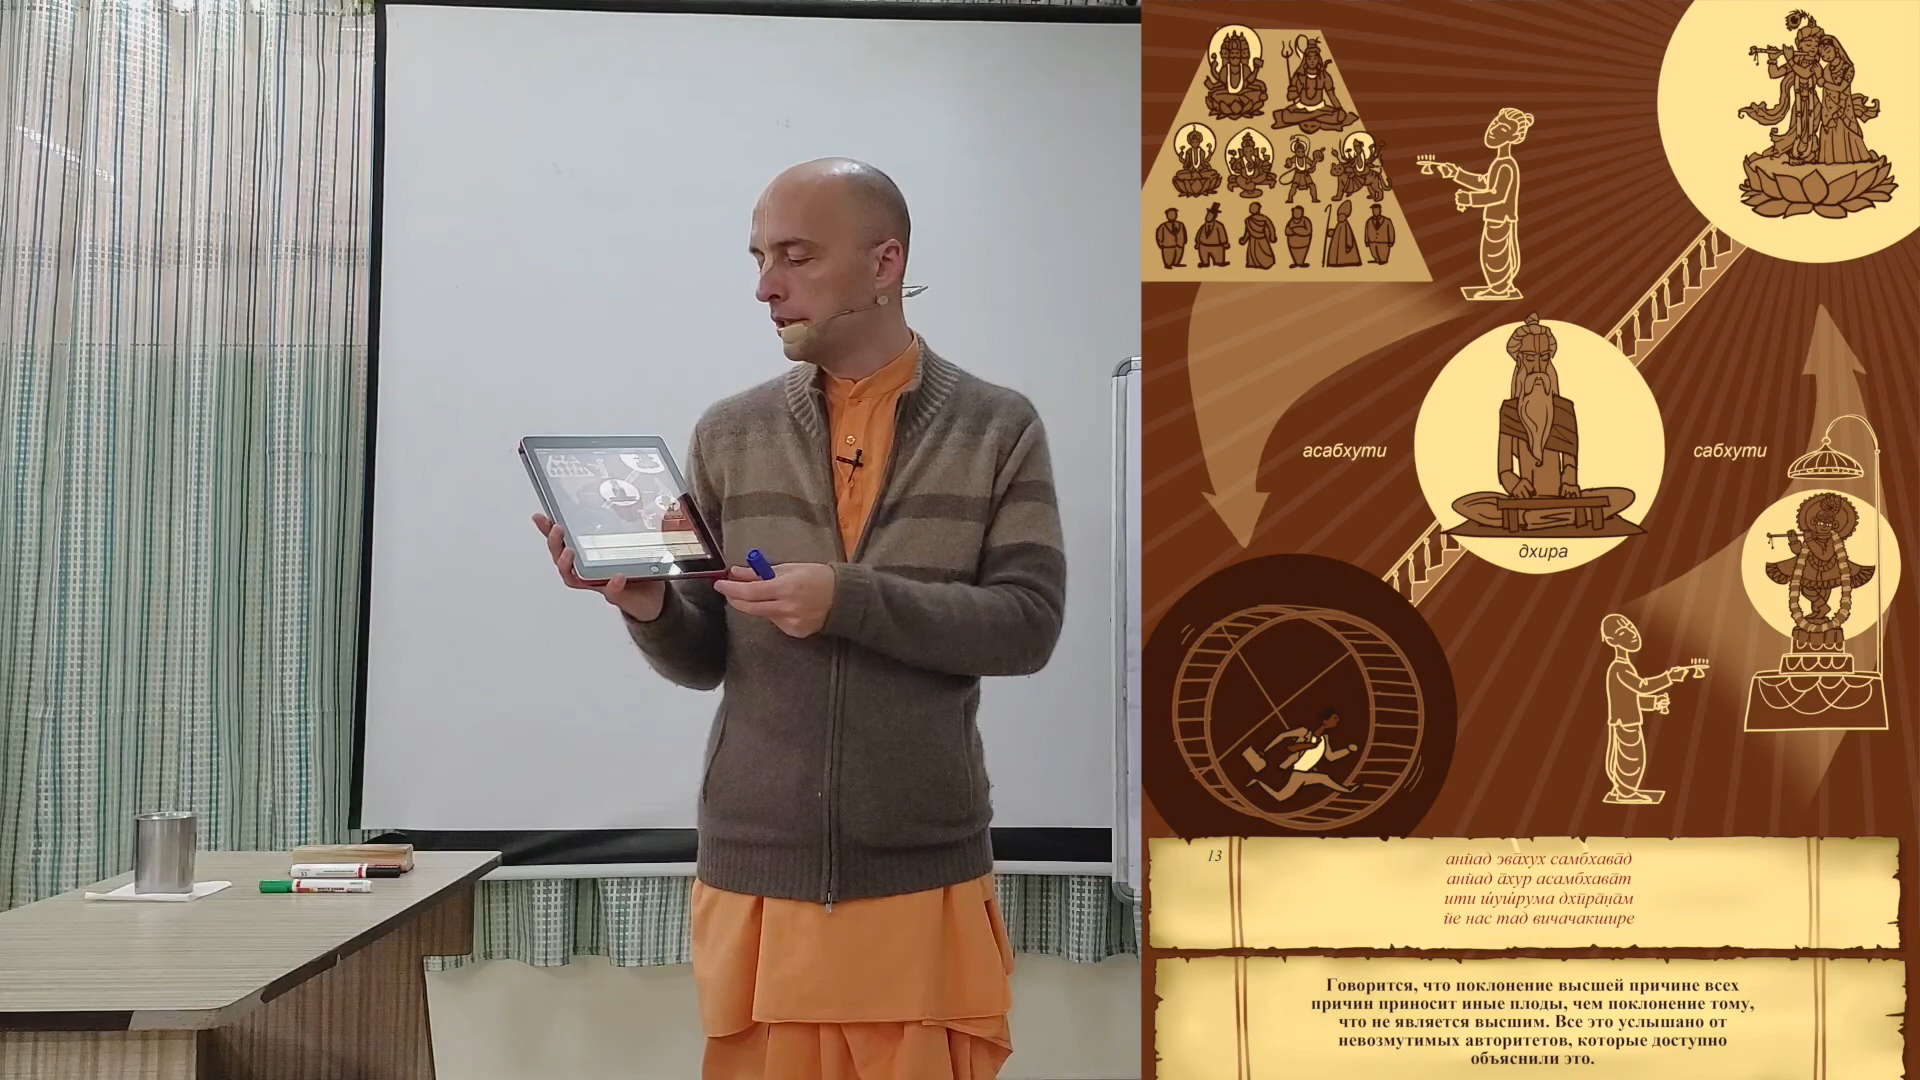 асабхути
сабхути
дхира
13
анйад эва̄хух самбхава̄д
анйад а̄хур асамбхава̄т
ити ш́уш́рума дхӣра̄н̣а̄м
йе нас тад вичачакшире
Говорится, что поклонение высшей причине всех
причин приносит иные плоды, чем поклонение тому,
что не является высшим. Все это услышано от
невозмутимых авторитетов, которые доступно
объяснили это.